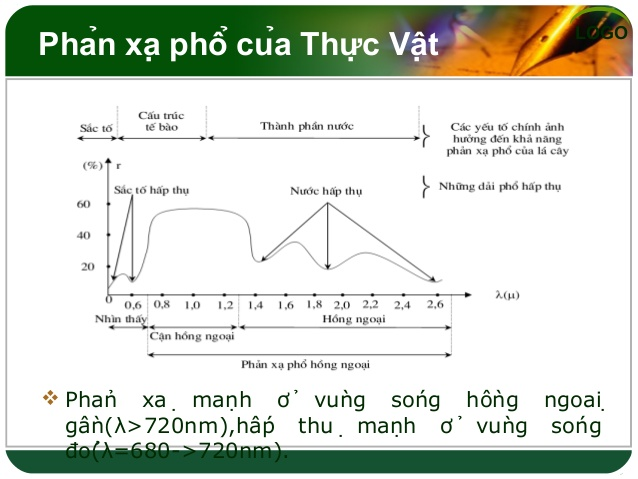 LOGO
Phản xạ phổ của Thực Vật
Sắc tố
Cấu trúc
tế bào
Thành phần nước
Các yếu tố chính ảnh
hưởng đến khả năng
phản xạ phổ của lá cây
(%) r
Sắc tố hấp thụ
Nước hấp thụ
Những dải phổ hấp thụ
60
40
20
0 0,6 0,8 1,0 1,2 1,4 1,6 1,8 2,0 2,2 2,4 2,6 λ(μ)
Nhìn thấy
Cận hồng ngoại
Hồng ngoại
Phản xạ phổ hồng ngoại
Phản xạ mạnh ở vùng sóng hồng ngoại
gần(λ>720nm),hấp thụ mạnh ở vùng sóng
đỏ(λ=680->720nm).